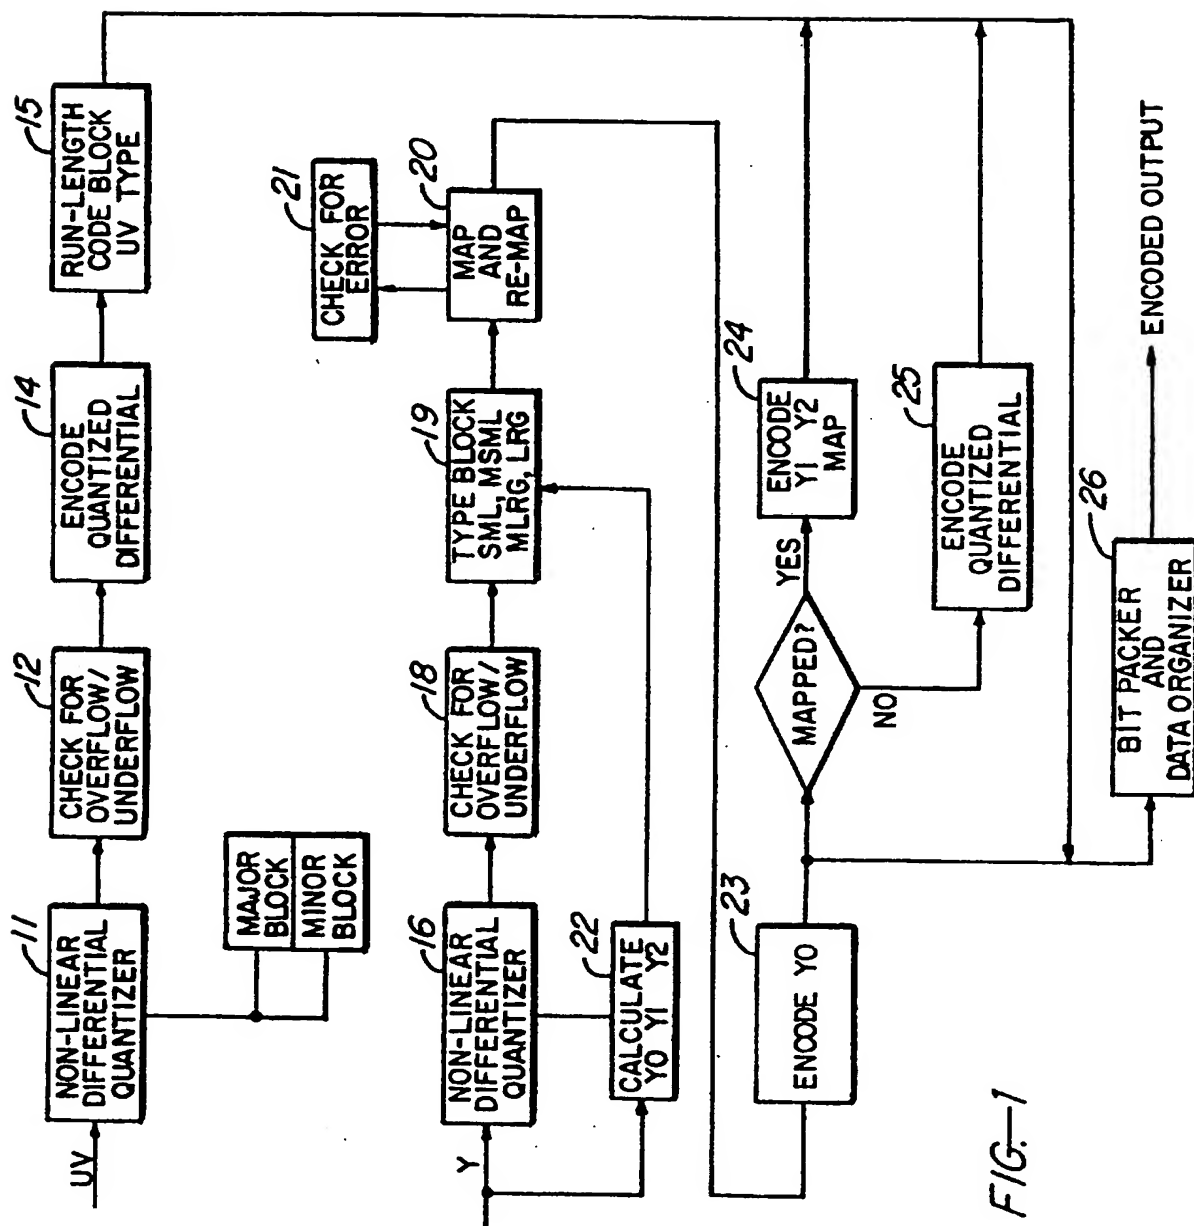 UV
11
NON-LINEAR
DIFFERENTIAL
QUANTIZER
MAJOR
BLOCK
MINOR
BLOCK
12
CHECK FOR
OVERFLOW/
UNDERFLOW
14
ENCODE
QUANTIZED
DIFFERENTIAL
15
RUN-LENGTH
CODE BLOCK
UV TYPE
Y
16
NON-LINEAR
DIFFERENTIAL
QUANTIZER
18
CHECK FOR
OVERFLOW/
UNDERFLOW
19
TYPE BLOCK
SML, MSML
MLRG, LRG
20
MAP
AND
RE-MAP
21
CHECK FOR
ERROR
22
CALCULATE
Y0 Y1 Y2
23
ENCODE Y0
MAPPED?
YES
NO
24
ENCODE
Y1 Y2
MAP
25
ENCODE
QUANTIZED
DIFFERENTIAL
26
BIT PACKER
AND
DATA ORGANIZER
ENCODED OUTPUT
FIG.-1